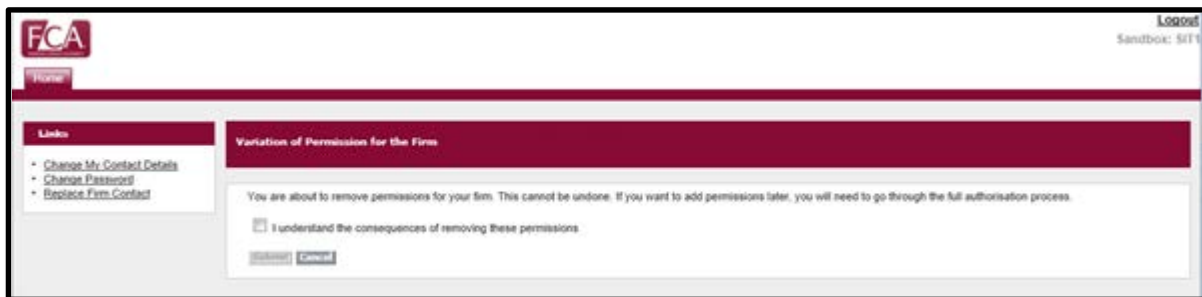 FCA
Logout
Sandbox: SIT1
Home
Links
Variation of Permission for the Firm
• Change My Contact Details
• Change Password
• Replace Firm Contact
You are about to remove permissions for your firm. This cannot be undone. If you want to add permissions later, you will need to go through the full authorisation process.
I understand the consequences of removing these permissions
Submit Cancel